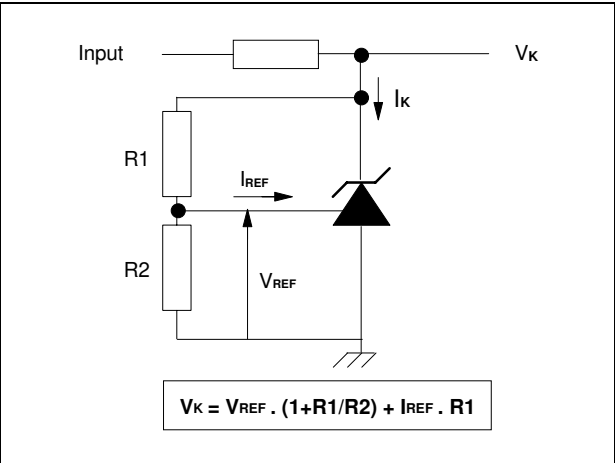 Input
VK
IK
R1
IREF
R2
VREF
VK = VREF . (1+R1/R2) + IREF . R1